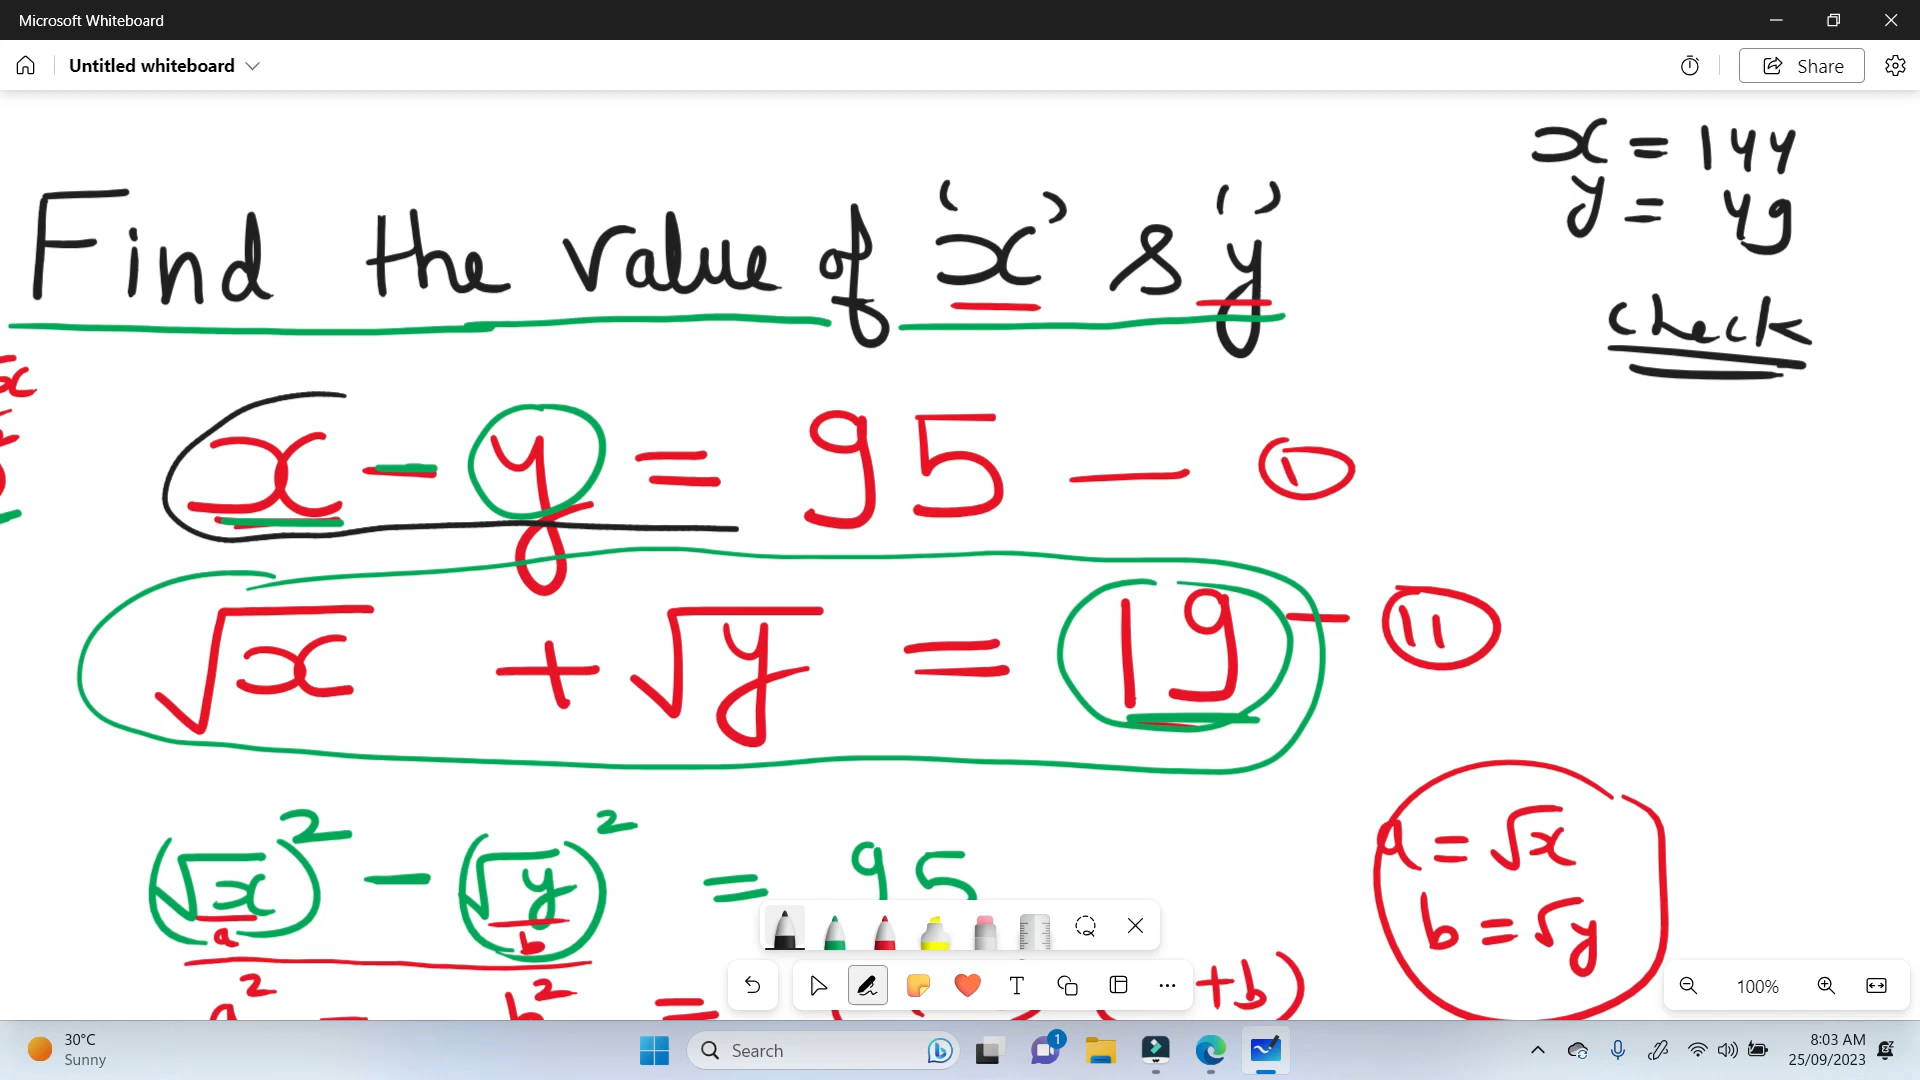 Microsoft Whiteboard
Untitled whiteboard
Share
x = 144
y = 49
Find the value of 'x' & 'y'
check
x - y = 95 — I
√x + √y = 19 — II
(√x)² - (√y)² = 95
a b
a² - b² =
+b)
a = √x
b = √y
100%
30°C
Sunny
Search
1
8:03 AM
25/09/2023